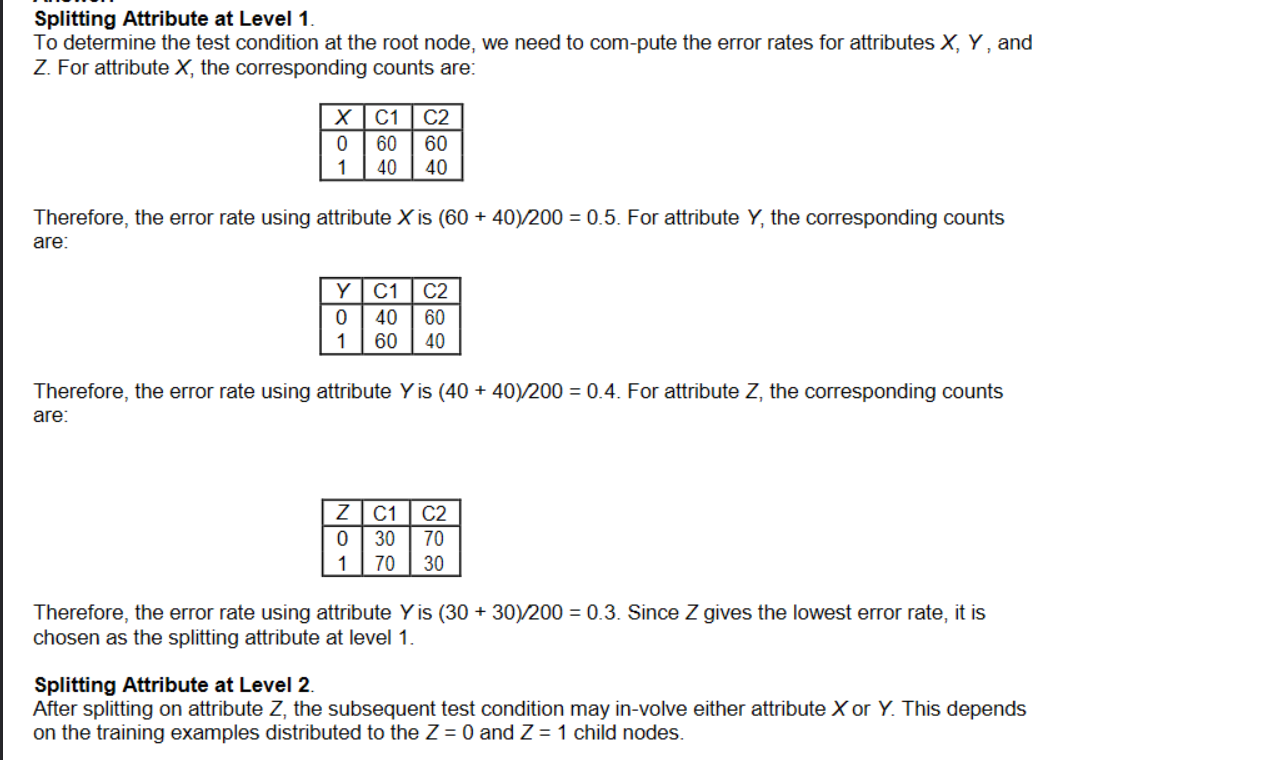 Splitting Attribute at Level 1.
To determine the test condition at the root node, we need to com-pute the error rates for attributes X, Y , and
Z. For attribute X, the corresponding counts are:
X C1 C2
0 60 60
1 40 40
Therefore, the error rate using attribute X is (60 + 40)/200 = 0.5. For attribute Y, the corresponding counts
are:
Y C1 C2
0 40 60
1 60 40
Therefore, the error rate using attribute Y is (40 + 40)/200 = 0.4. For attribute Z, the corresponding counts
are:
Z C1 C2
0 30 70
1 70 30
Therefore, the error rate using attribute Y is (30 + 30)/200 = 0.3. Since Z gives the lowest error rate, it is
chosen as the splitting attribute at level 1.
Splitting Attribute at Level 2.
After splitting on attribute Z, the subsequent test condition may in-volve either attribute X or Y. This depends
on the training examples distributed to the Z = 0 and Z = 1 child nodes.